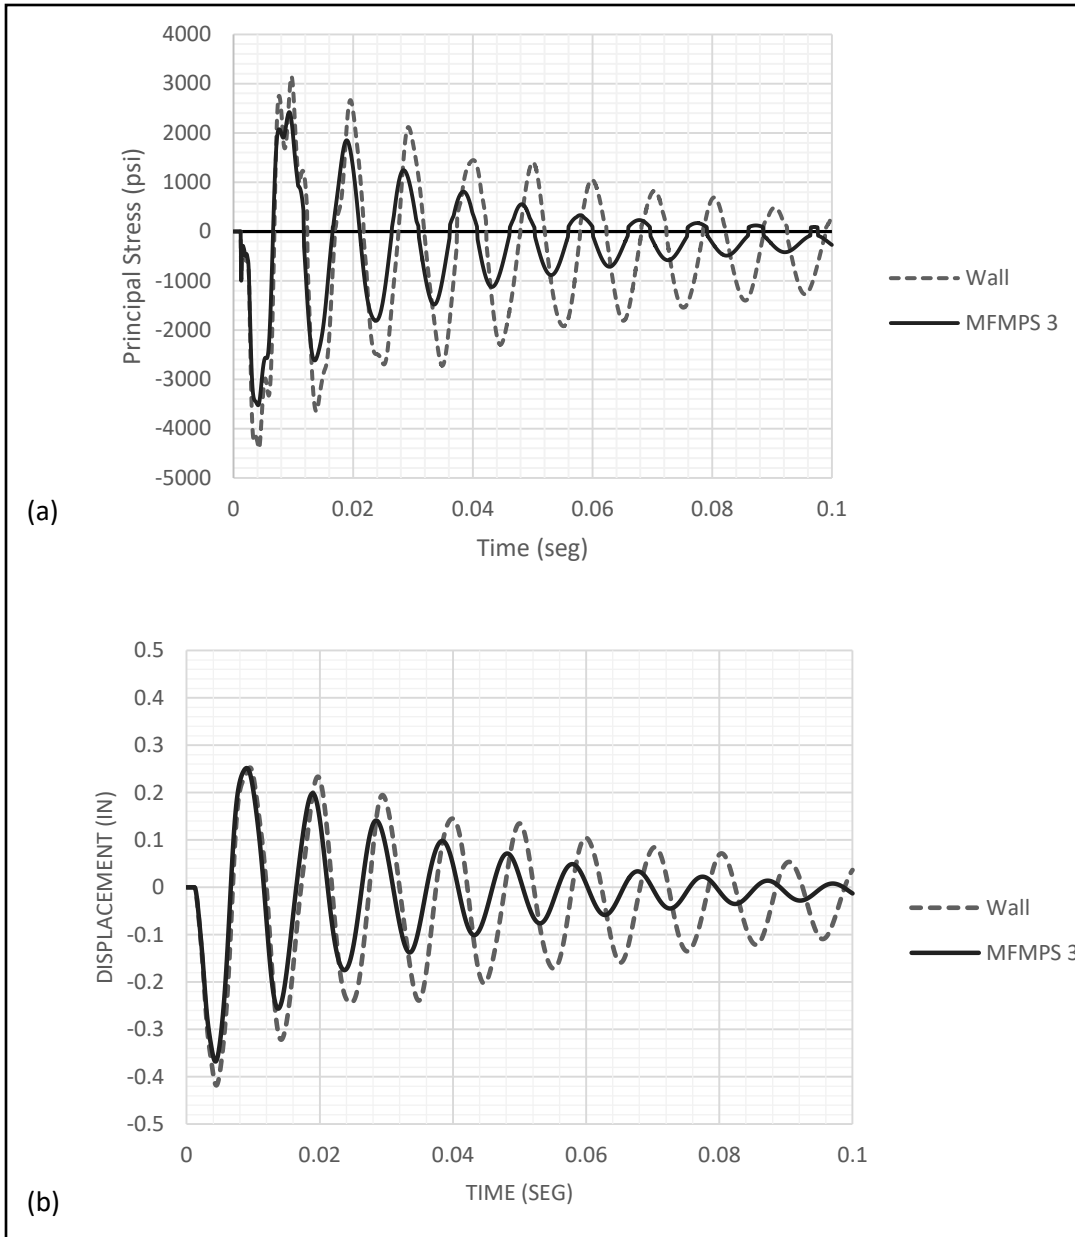 4000
3000
2000
1000
0
-1000
-2000
-3000
-4000
-5000
Principal Stress (psi)
0 0.02 0.04 0.06 0.08 0.1
Time (seg)
Wall
MFMPS 3
(a)
0.5
0.4
0.3
0.2
0.1
0
-0.1
-0.2
-0.3
-0.4
-0.5
DISPLACEMENT (IN)
0 0.02 0.04 0.06 0.08 0.1
TIME (SEG)
Wall
MFMPS 3
(b)